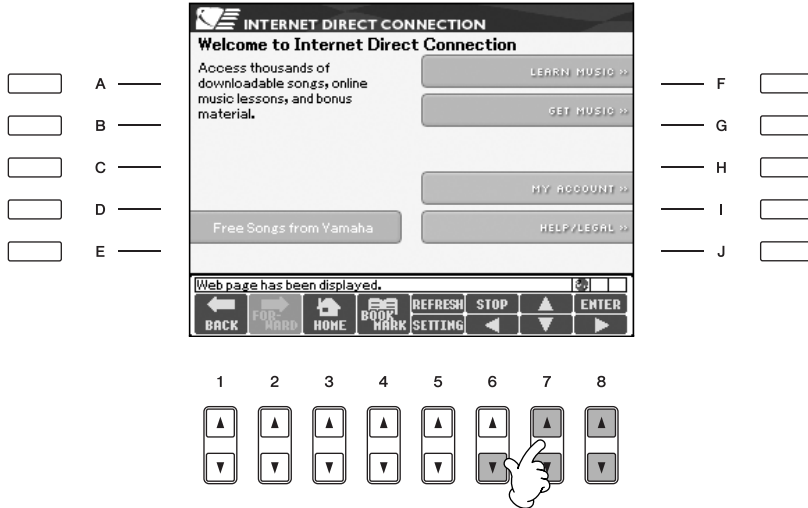 INTERNET DIRECT CONNECTION
Welcome to Internet Direct Connection
Access thousands of
downloadable songs, online
music lessons, and bonus
material.
LEARN MUSIC »
GET MUSIC »
MY ACCOUNT »
Free Songs from Yamaha
HELP/LEGAL »
A
B
C
D
E
F
G
H
I
J
Web page has been displayed.
BACK
FOR-
WARD
HOME
BOOK
MARK
REFRESH
STOP
ENTER
SETTING
1 2 3 4 5 6 7 8